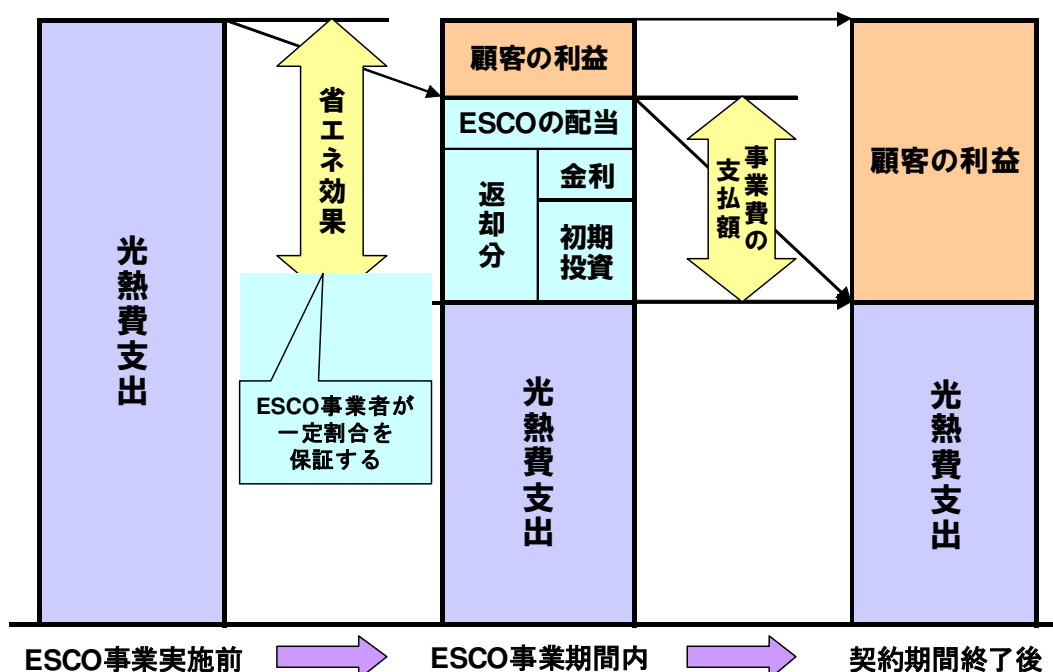 光熱費支出
省エネ効果
ESCO事業者が
一定割合を
保証する
顧客の利益
ESCOの配当
返却分
金利
初期
投資
光熱費支出
事業費の
支払額
顧客の利益
光熱費支出
ESCO事業実施前
ESCO事業期間内
契約期間終了後